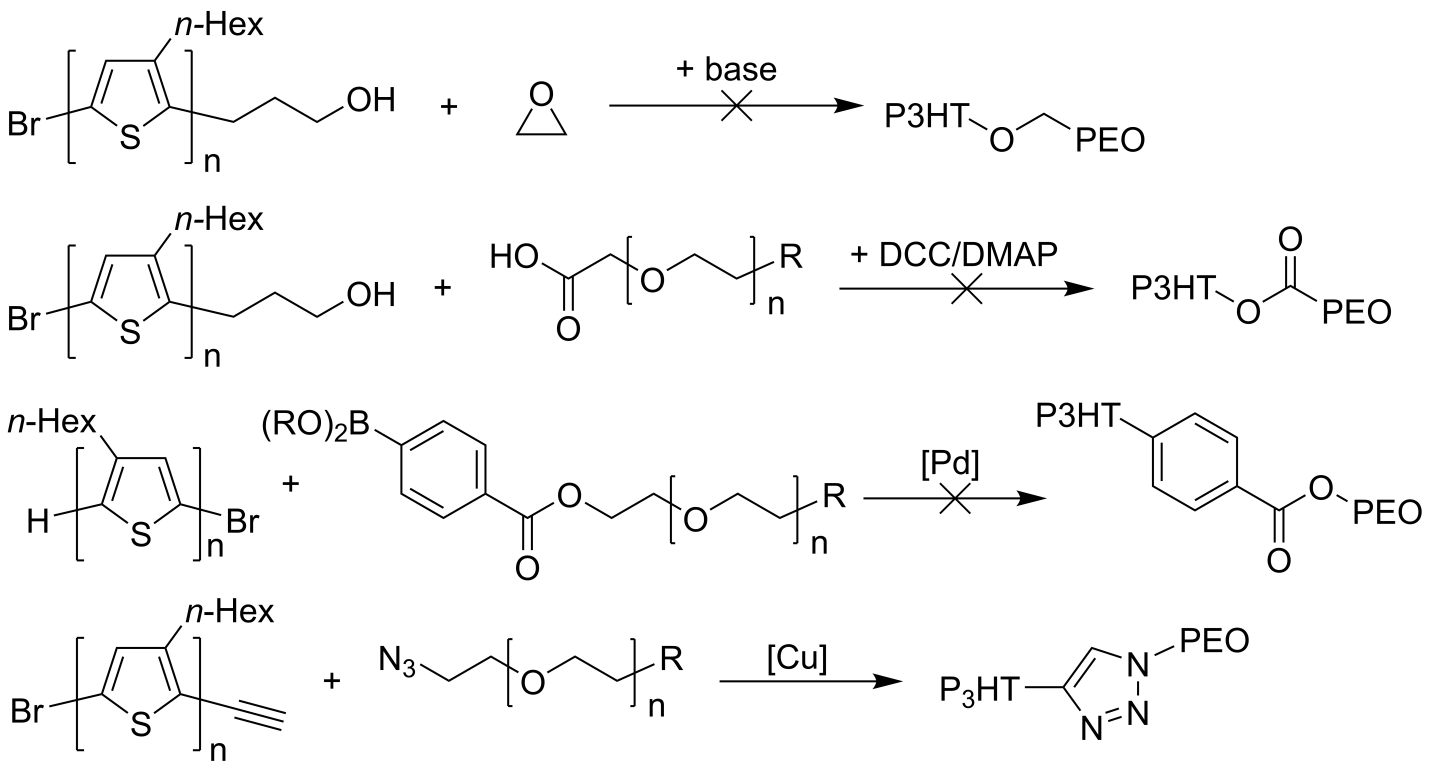 n-Hex
Br [ S ]n OH + O + base P3HT O PEO
n-Hex
Br [ S ]n OH + HO O ( O ]n R + DCC/DMAP P3HT O O PEO
n-Hex
H [ S ]n Br + (RO)2B O O [ O ]n R [Pd] P3HT O O PEO
n-Hex
Br [ S ]n + N3 [ O ]n R [Cu] P3HT N N N PEO